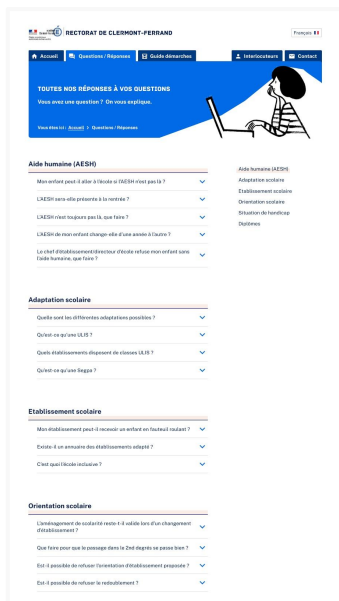 RECTORAT DE CLERMONT-FERRAND
Français
Accueil
Questions / Réponses
Guide démarches
Interlocuteurs
Contact
TOUTES NOS RÉPONSES À VOS QUESTIONS
Vous avez une question ? On vous explique.
Vous êtes ici : Accueil > Questions / Réponses
Aide humaine (AESH)
Mon enfant peut-il aller à l'école si l'AESH n'est pas là ?
L'AESH sera-elle présente à la rentrée ?
L'AESH n'est toujours pas là, que faire ?
L'AESH de mon enfant change-elle d'une année à l'autre ?
Le chef d'établissement/directeur d'école refuse mon enfant sans
l'aide humaine, que faire ?
Aide humaine (AESH)
Adaptation scolaire
Etablissement scolaire
Orientation scolaire
Situation de handicap
Diplômes
Adaptation scolaire
Quelle sont les différentes adaptations possibles ?
Qu'est-ce qu'une ULIS ?
Quels établissements disposent de classes ULIS ?
Qu'est-ce qu'une Segpa ?
Etablissement scolaire
Mon établissement peut-il recevoir un enfant en fauteuil roulant ?
Existe-il un annuaire des établissements adapté ?
C'est quoi l'école inclusive ?
Orientation scolaire
L'aménagement de scolarité reste-t-il valide lors d'un changement
d'établissement ?
Que faire pour que le passage dans le 2nd degrés se passe bien ?
Est-il possible de refuser l'orientation d'établissement proposée ?
Est-il possible de refuser le redoublement ?